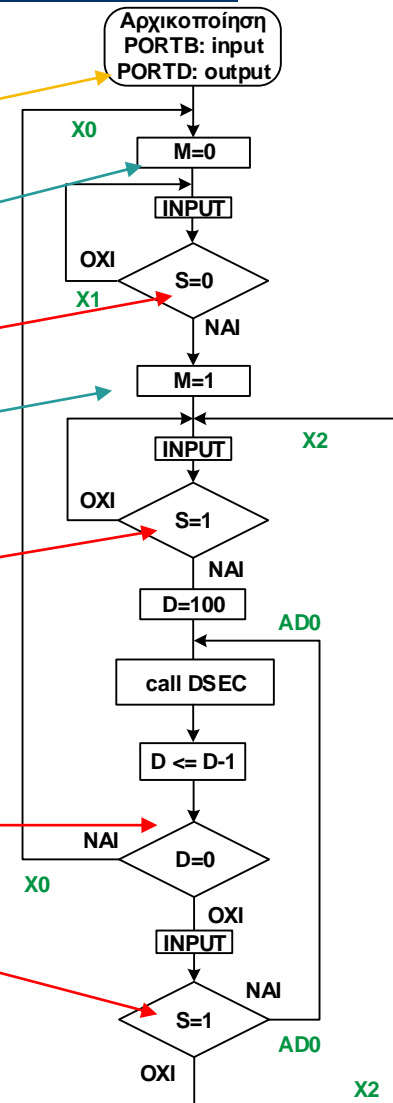 Αρχικοποίηση
PORTB: input
PORTD: output
X0
M=0
INPUT
OXI
S=0
X1
NAI
M=1
X2
INPUT
OXI
S=1
NAI
D=100
AD0
call DSEC
D <= D-1
NAI
D=0
X0
OXI
INPUT
NAI
S=1
AD0
OXI
X2